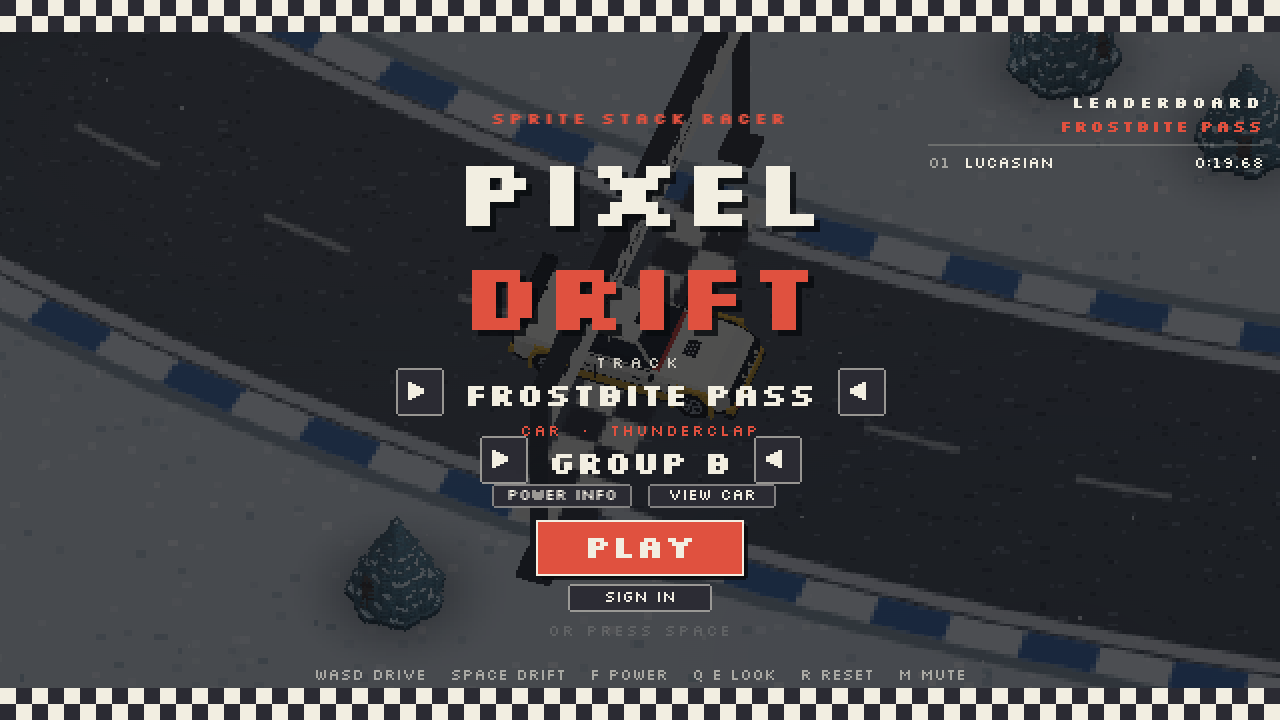 SPRITE STACK RACER
LEADERBOARD
FROSTBITE PASS
01 LUCASIAN 0:19.68
PIXEL
DRIFT
TRACK
FROSTBITE PASS
CAR · THUNDERCLAP
GROUP B
POWER INFO VIEW CAR
PLAY
SIGN IN
OR PRESS SPACE
WASD DRIVE SPACE DRIFT F POWER Q E LOOK R RESET M MUTE